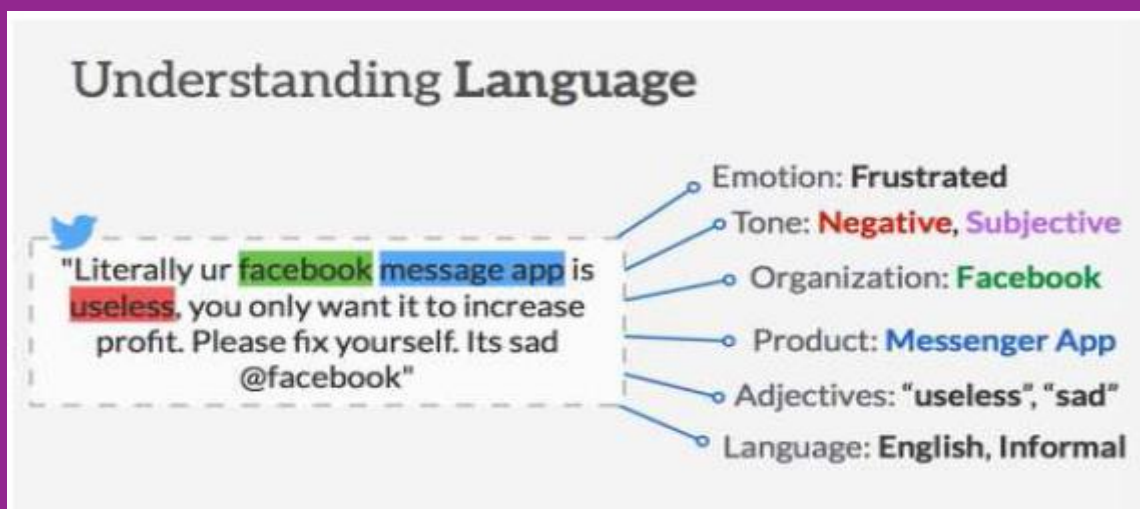 Understanding Language
"Literally ur facebook message app is
useless, you only want it to increase
profit. Please fix yourself. Its sad
@facebook"
Emotion: Frustrated
Tone: Negative, Subjective
Organization: Facebook
Product: Messenger App
Adjectives: “useless”, “sad”
Language: English, Informal